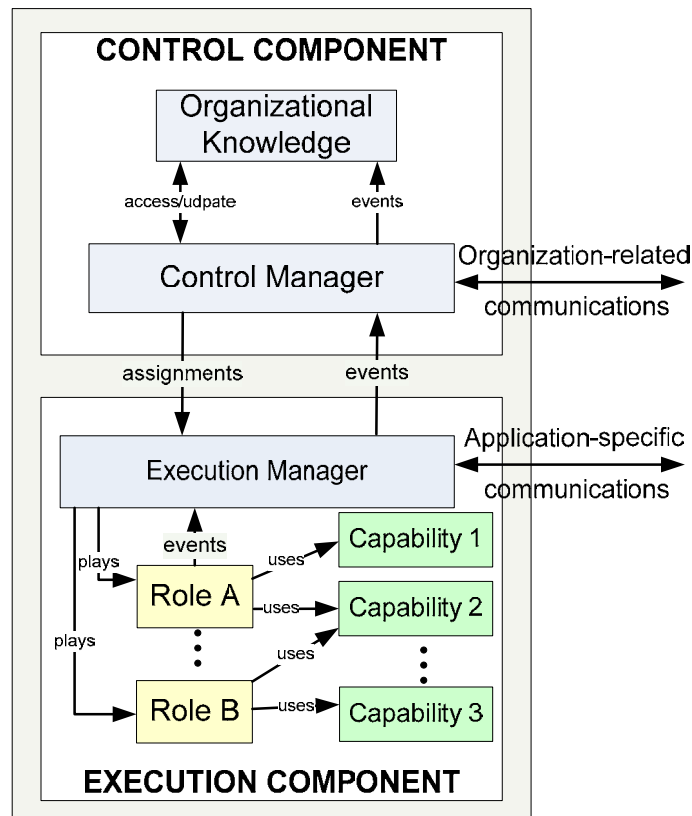 CONTROL COMPONENT
Organizational
Knowledge
access/udpate
events
Control Manager
Organization-related
communications
assignments
events
Execution Manager
Application-specific
communications
plays
events
uses
Capability 1
Role A
uses
Capability 2
plays
uses
Role B
uses
Capability 3
EXECUTION COMPONENT